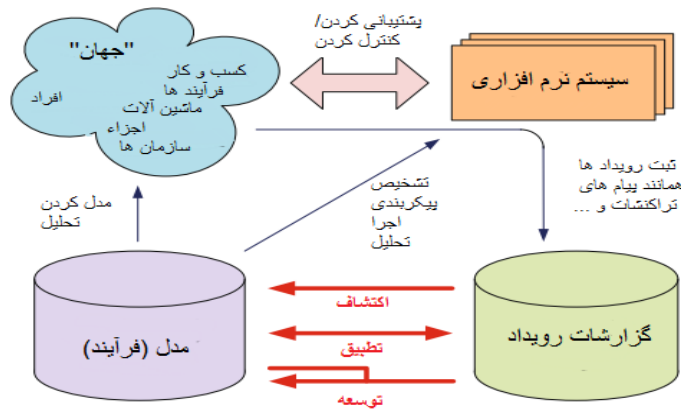 "جهان"
کسب و کار
فرآیند ها
افراد
ماشین آلات
اجزاء
سازمان ها
پشتیبانی کردن/
کنترل کردن
سیستم نرم افزاری
ثبت رویداد ها
همانند پیام های
تراکنشات و ...
مدل کردن
تحلیل
تشخیص
پیکربندی
اجرا
تحلیل
مدل (فرآیند)
اکتشاف
تطبیق
توسعه
گزارشات رویداد